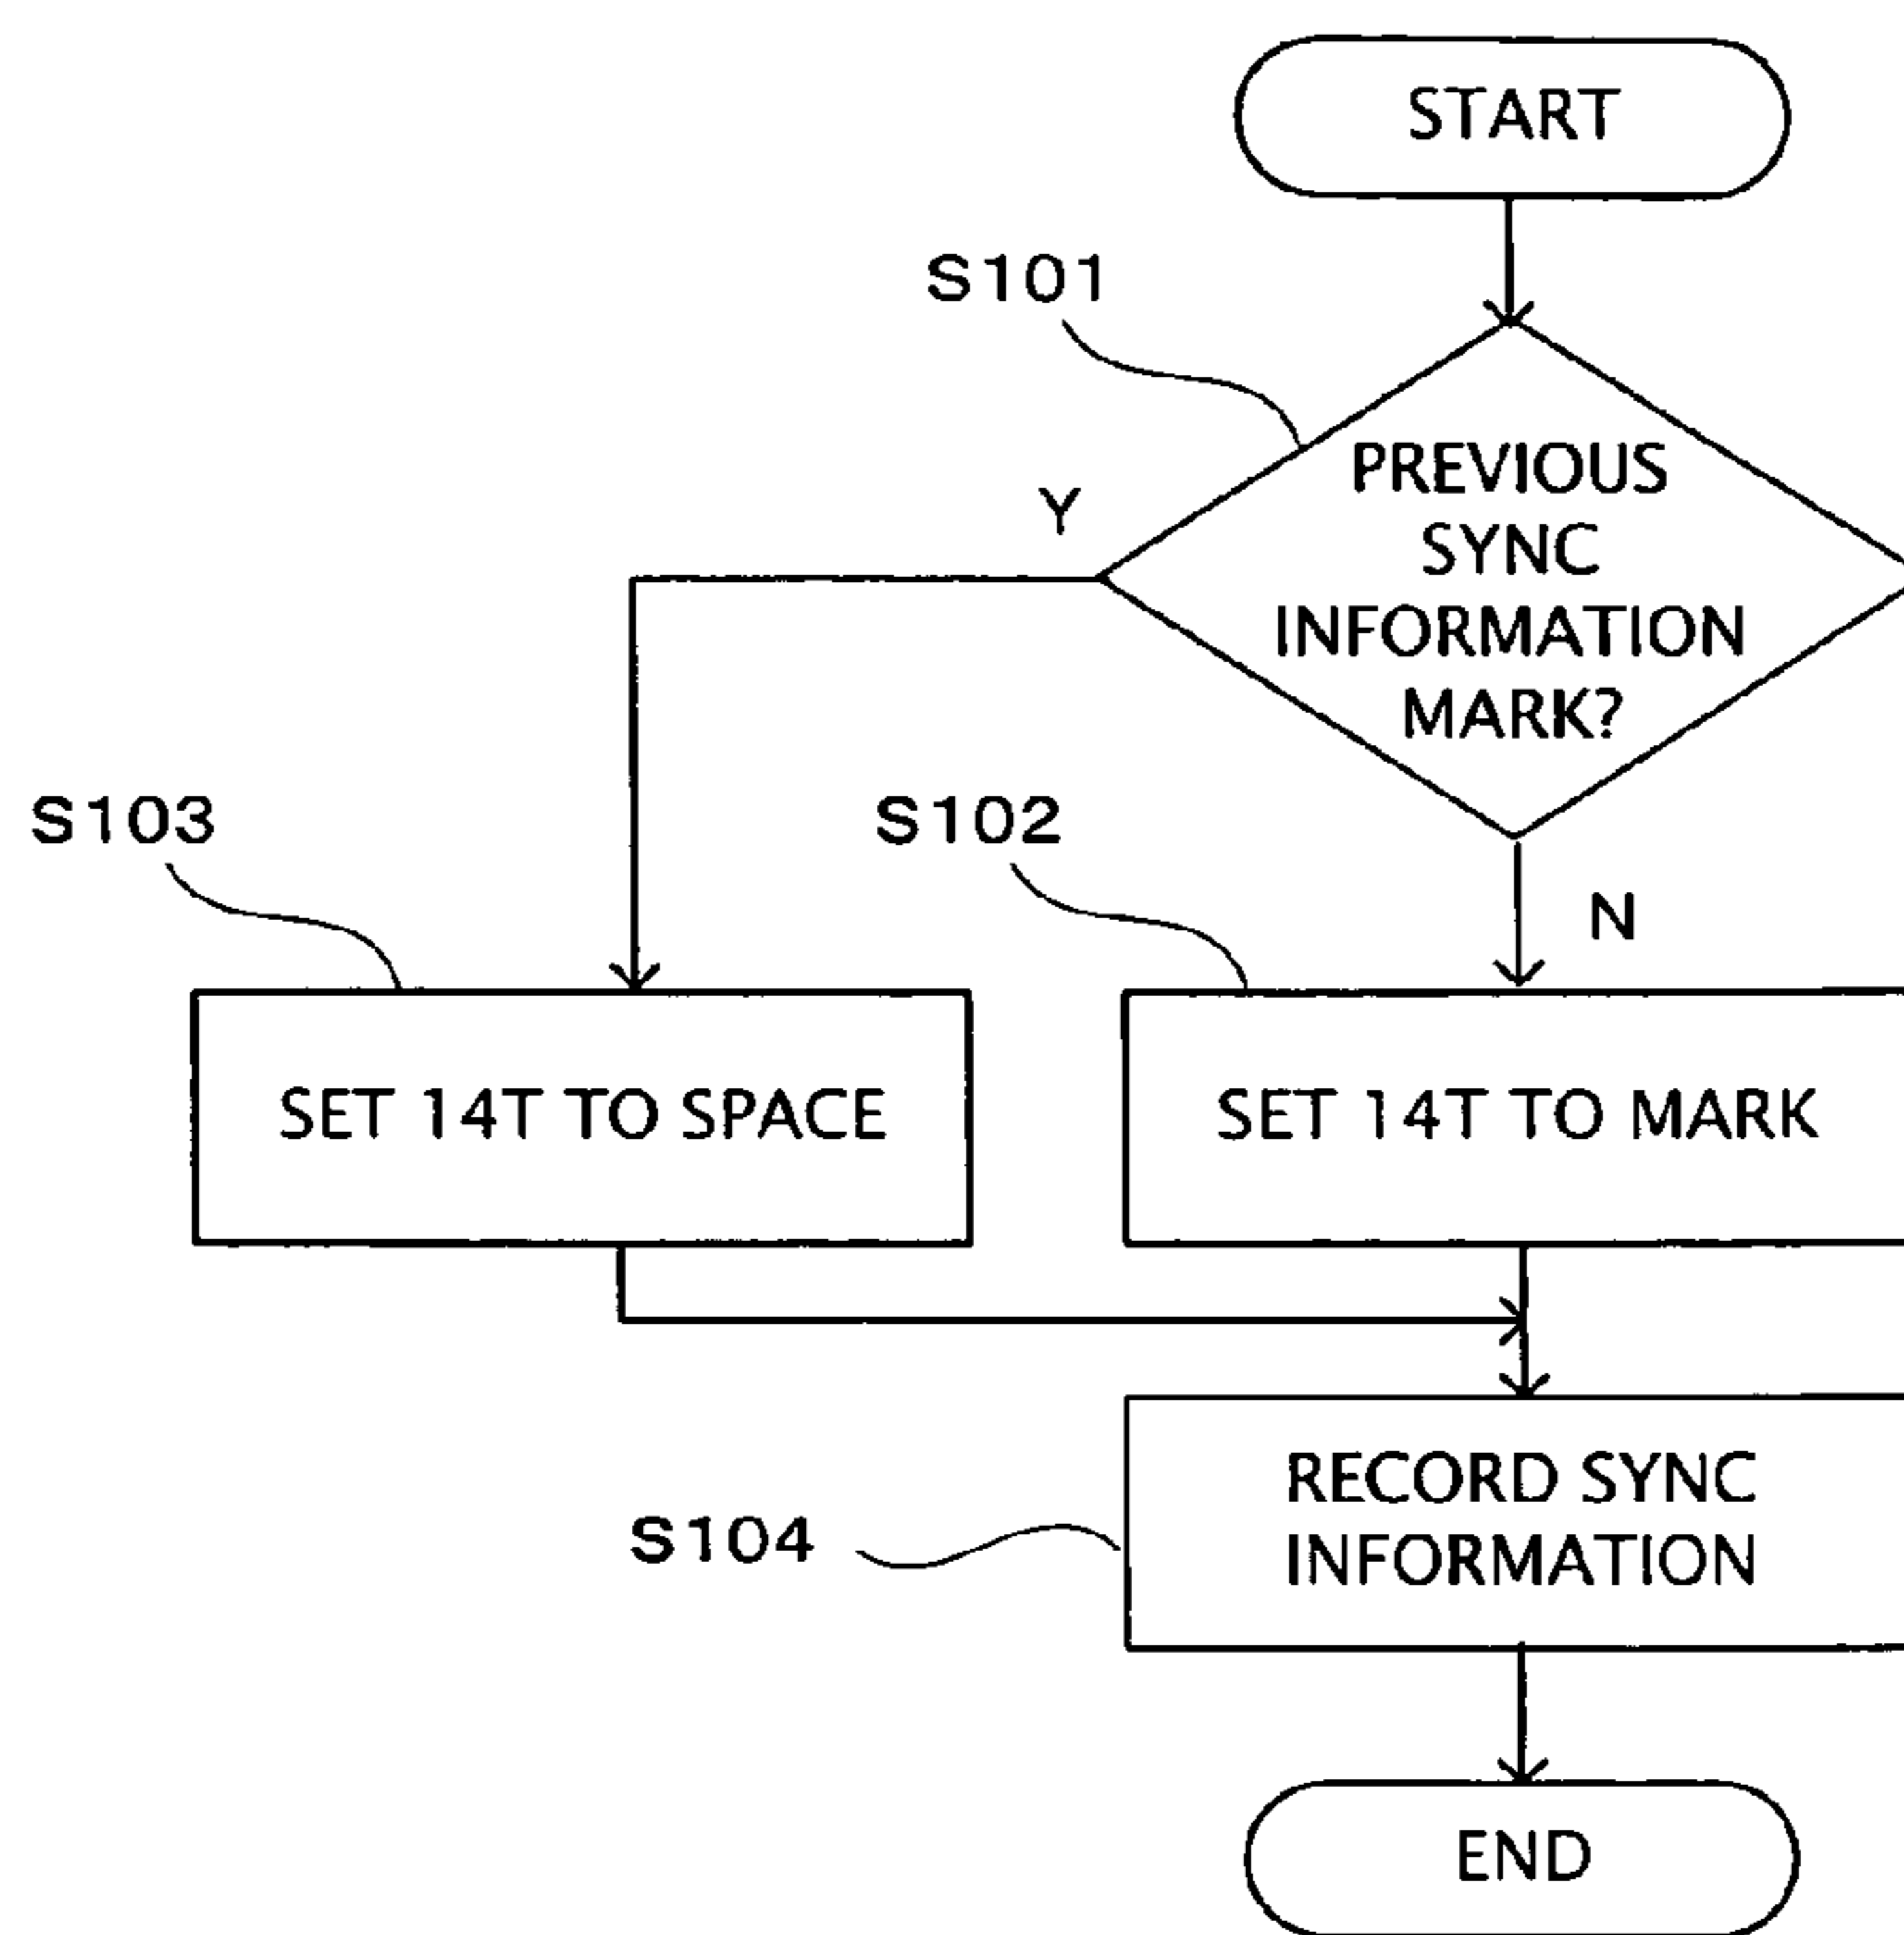 START
S101
PREVIOUS
SYNC
INFORMATION
MARK?
Y
N
S103
S102
SET 14T TO SPACE
SET 14T TO MARK
RECORD SYNC
INFORMATION
S104
END